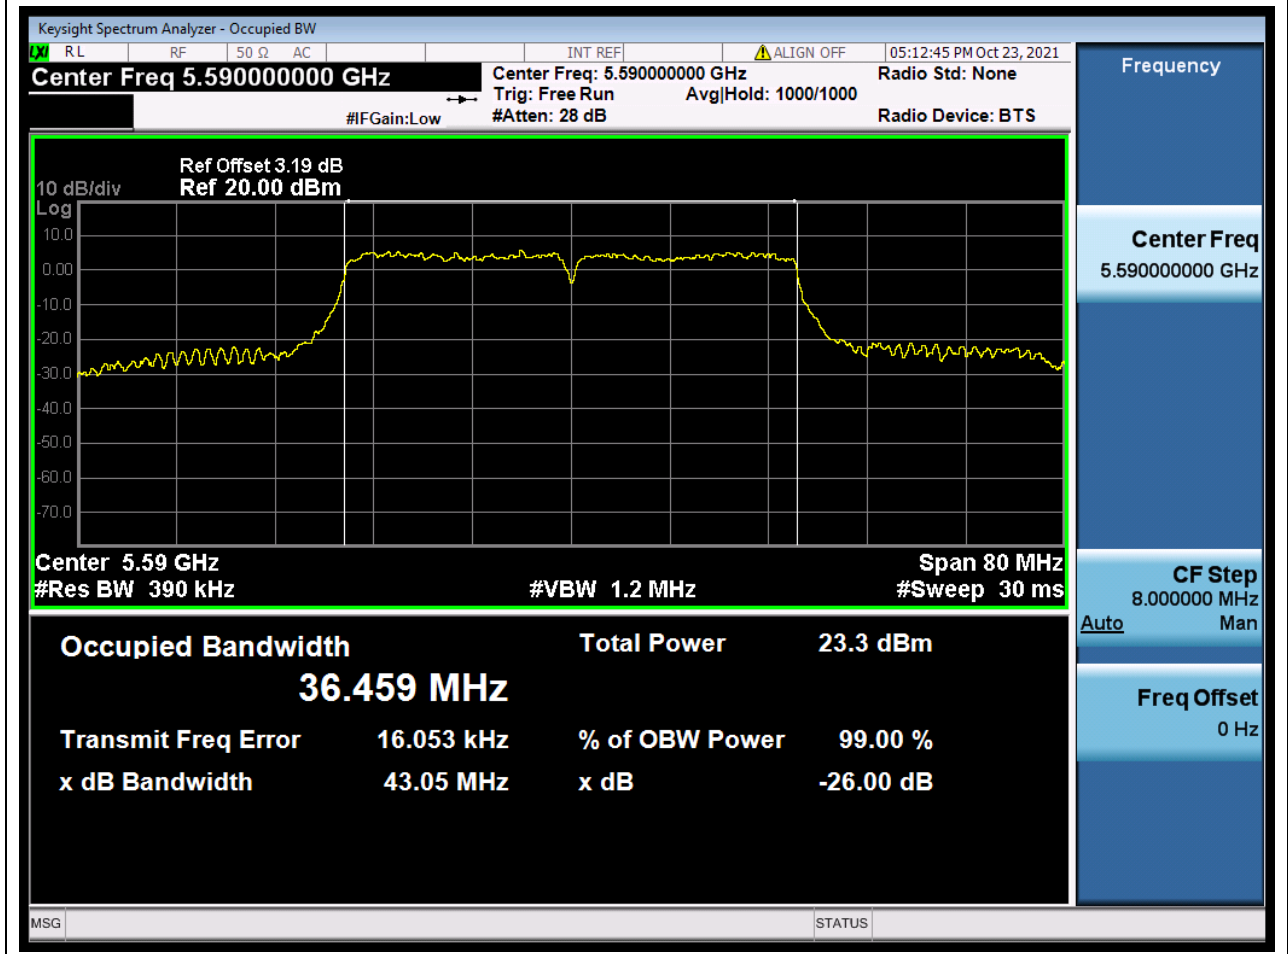 Keysight Spectrum Analyzer - Occupied BW
LXI RL RF 50 Ω AC INT REF ALIGN OFF 05:12:45 PM Oct 23, 2021
Center Freq 5.590000000 GHz
Center Freq: 5.590000000 GHz
Radio Std: None
Trig: Free Run Avg|Hold: 1000/1000
#IFGain:Low
#Atten: 28 dB
Radio Device: BTS
Ref Offset 3.19 dB
10 dB/div Ref 20.00 dBm
Log
10.0
0.00
-10.0
-20.0
-30.0
-40.0
-50.0
-60.0
-70.0
Center 5.59 GHz Span 80 MHz
#Res BW 390 kHz #VBW 1.2 MHz #Sweep 30 ms
Occupied Bandwidth Total Power 23.3 dBm
36.459 MHz
Transmit Freq Error 16.053 kHz % of OBW Power 99.00 %
x dB Bandwidth 43.05 MHz x dB -26.00 dB
MSG STATUS
Frequency
Center Freq
5.590000000 GHz
CF Step
8.000000 MHz
Auto Man
Freq Offset
0 Hz